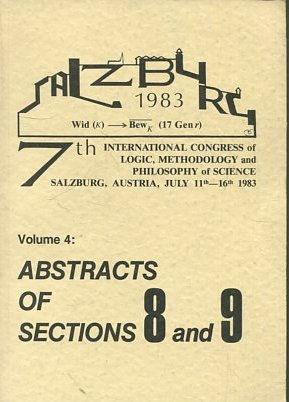 SALZBURG
1983
Wid (κ) → B̅e̅w̅_κ (17 Gen r)
7th INTERNATIONAL CONGRESS of
LOGIC, METHODOLOGY and
PHILOSOPHY of SCIENCE
SALZBURG, AUSTRIA, JULY 11th—16th 1983
Volume 4:
ABSTRACTS
OF
SECTIONS 8 and 9